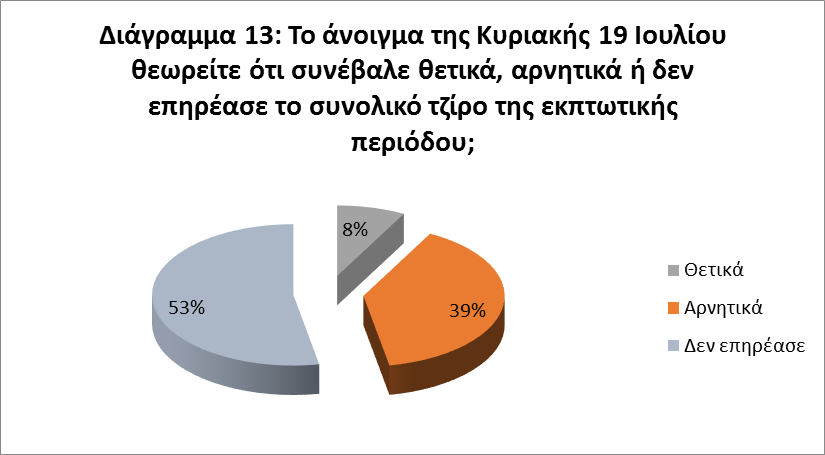 Διάγραμμα 13: Το άνοιγμα της Κυριακής 19 Ιουλίου
θεωρείτε ότι συνέβαλε θετικά, αρνητικά ή δεν
επηρέασε το συνολικό τζίρο της εκπτωτικής
περιόδου;
8%
53%
39%
Θετικά
Αρνητικά
Δεν επηρέασε